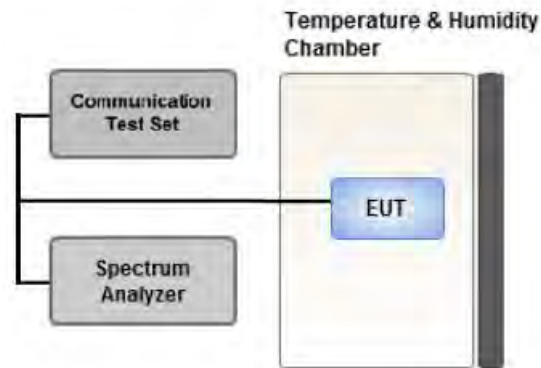 Temperature & Humidity
Chamber
Communication
Test Set
EUT
Spectrum
Analyzer